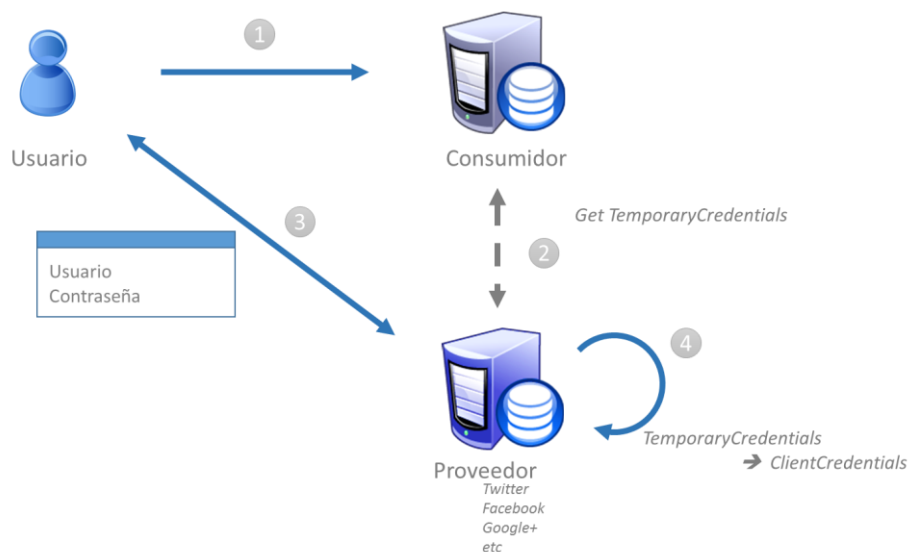 1
Usuario
Consumidor
Get TemporaryCredentials
2
3
Usuario
Contraseña
4
TemporaryCredentials
➔ ClientCredentials
Proveedor
Twitter
Facebook
Google+
etc